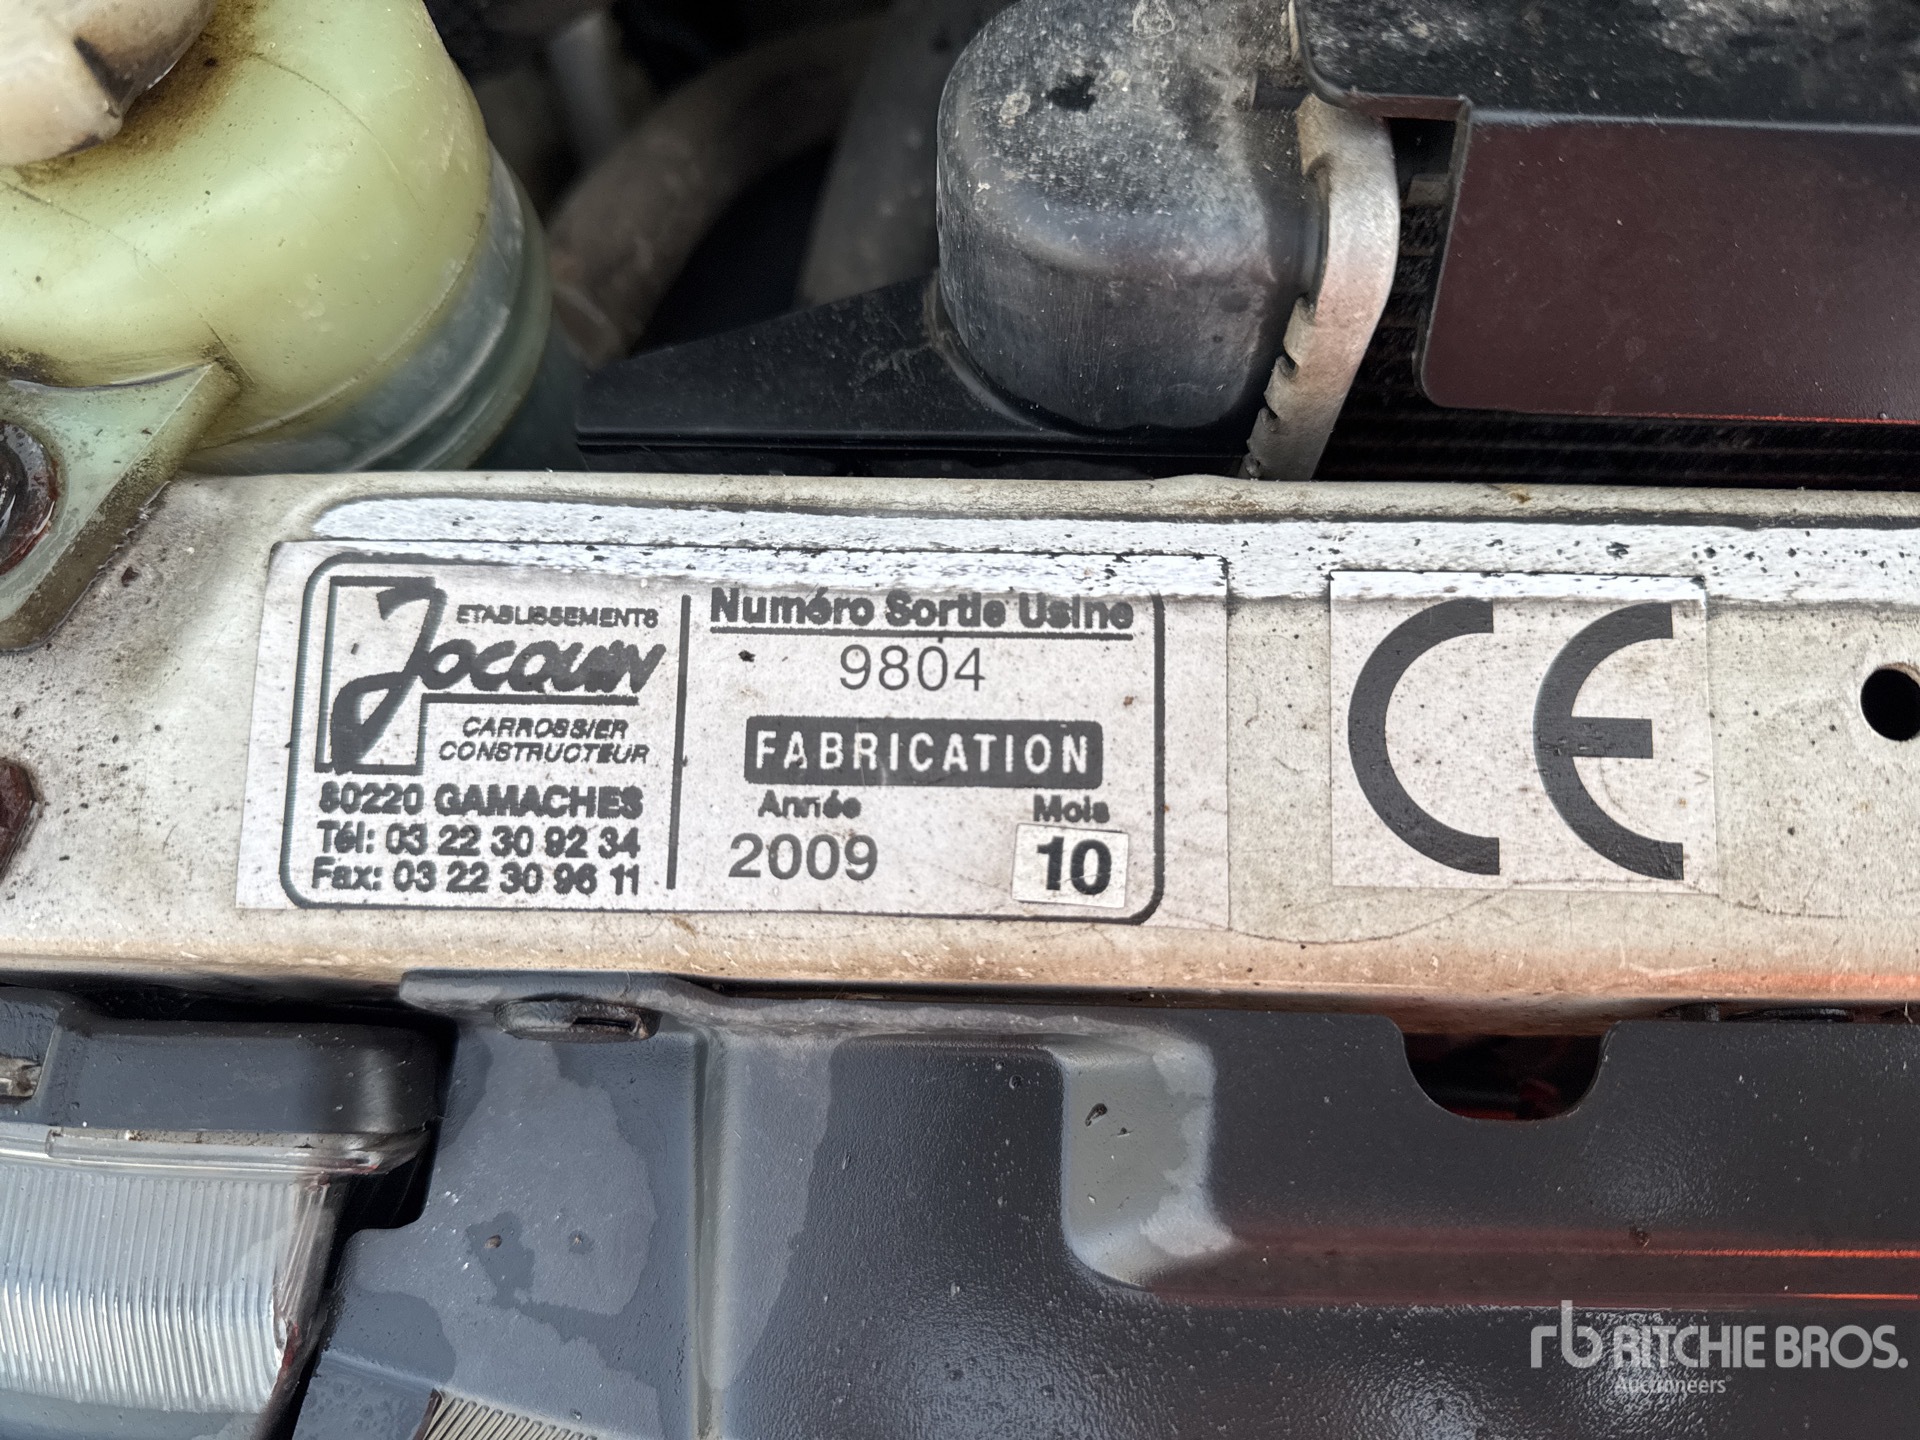 ETABLISSEMENTS
JOCQUIN
CARROSSIER
CONSTRUCTEUR
80220 GAMACHES
Tél: 03 22 30 92 34
Fax: 03 22 30 96 11
Numéro Sortie Usine
9804
FABRICATION
Année Mois
2009 10
CE
rb RITCHIE BROS.
Auctioneers